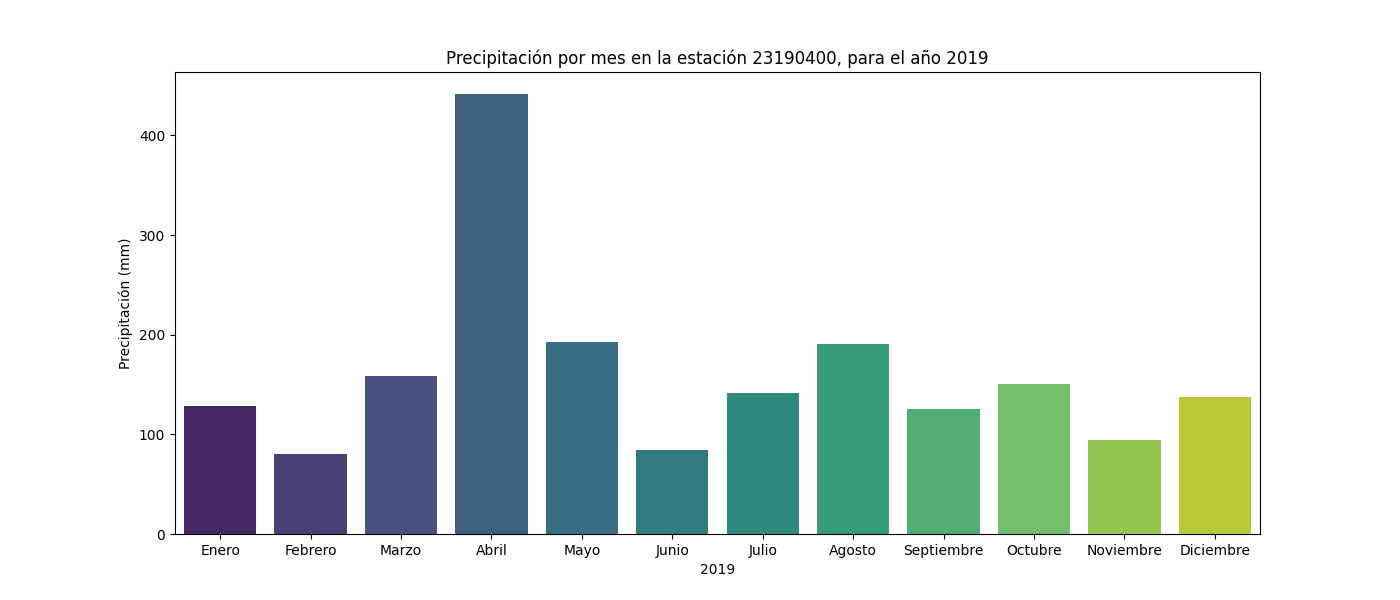 Precipitación por mes en la estación 23190400, para el año 2019
Precipitación (mm)
400
300
200
100
0
Enero Febrero Marzo Abril Mayo Junio Julio Agosto Septiembre Octubre Noviembre Diciembre
2019